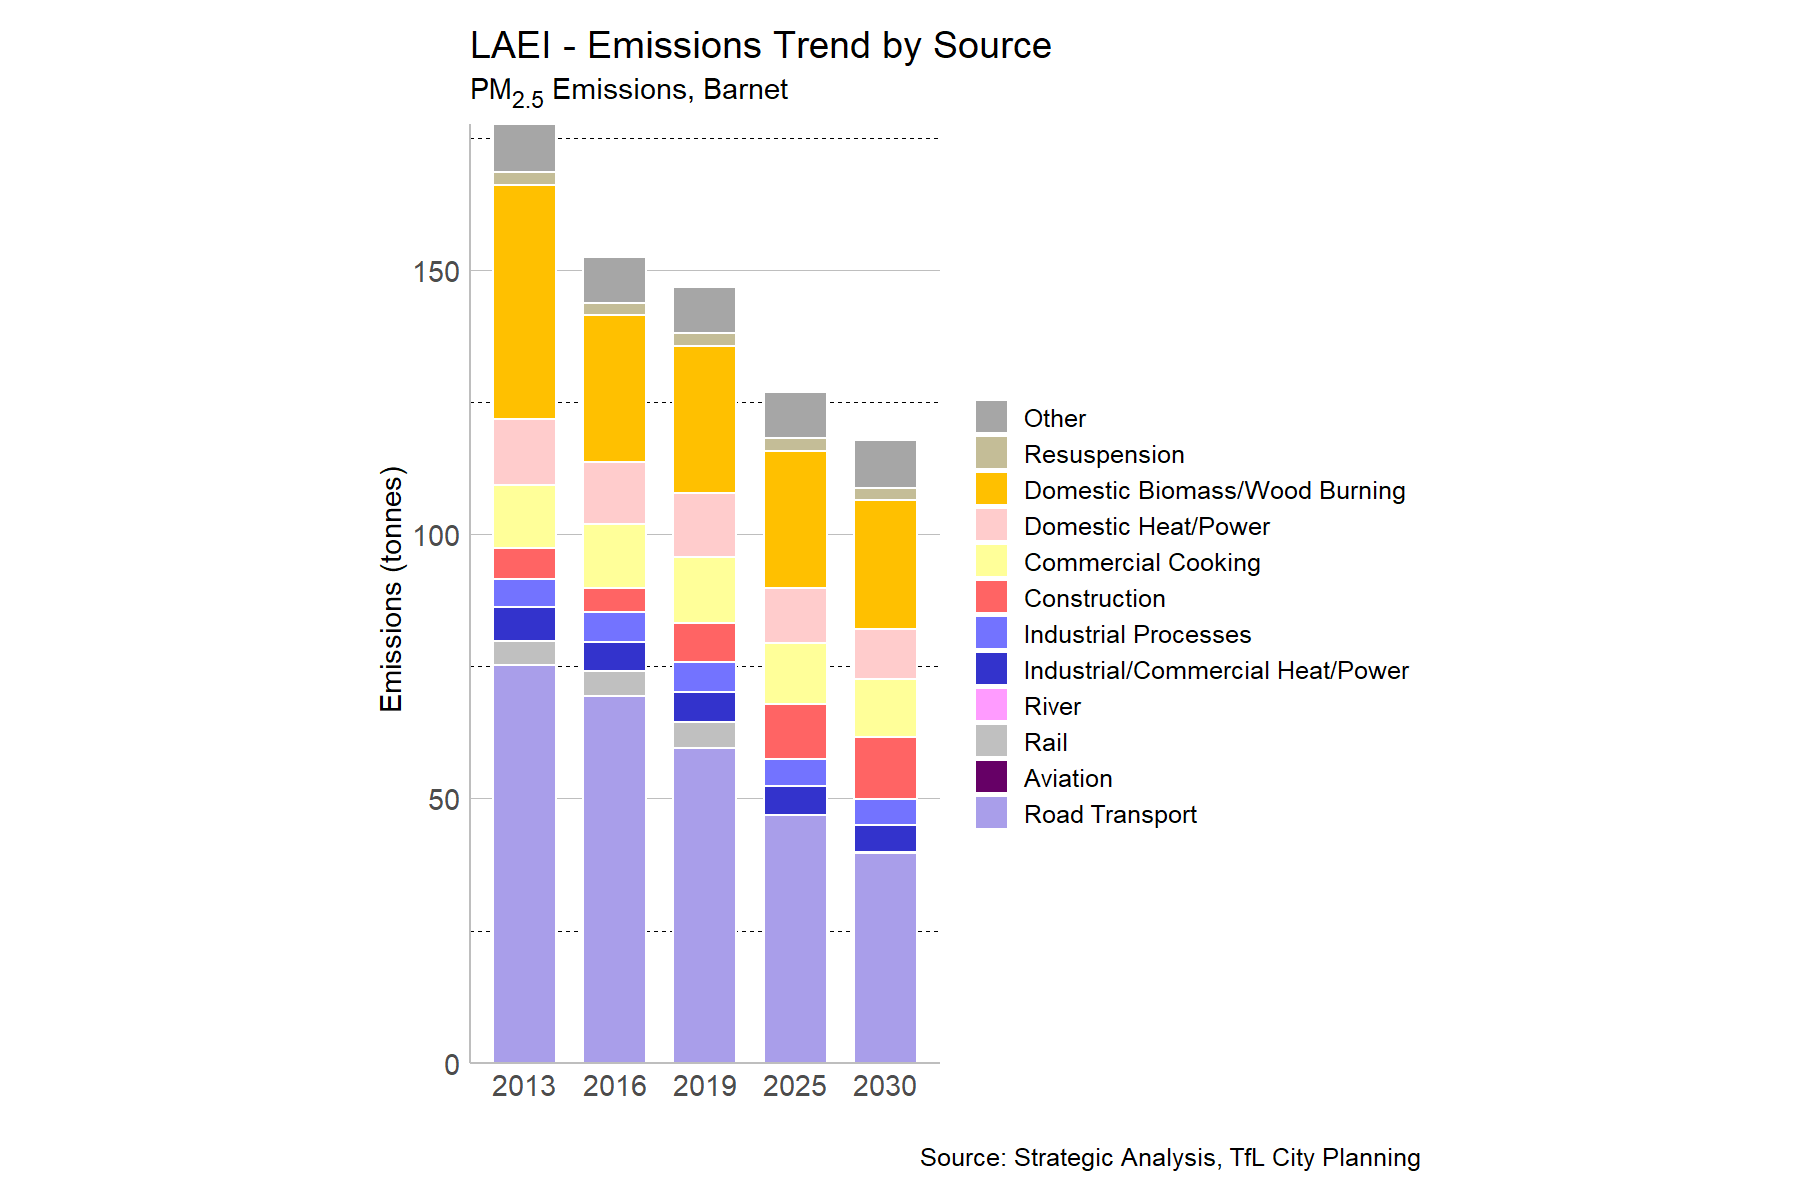 LAEI - Emissions Trend by Source
PM2.5 Emissions, Barnet
Emissions (tonnes)
150
100
50
0
2013 2016 2019 2025 2030
Other
Resuspension
Domestic Biomass/Wood Burning
Domestic Heat/Power
Commercial Cooking
Construction
Industrial Processes
Industrial/Commercial Heat/Power
River
Rail
Aviation
Road Transport
Source: Strategic Analysis, TfL City Planning